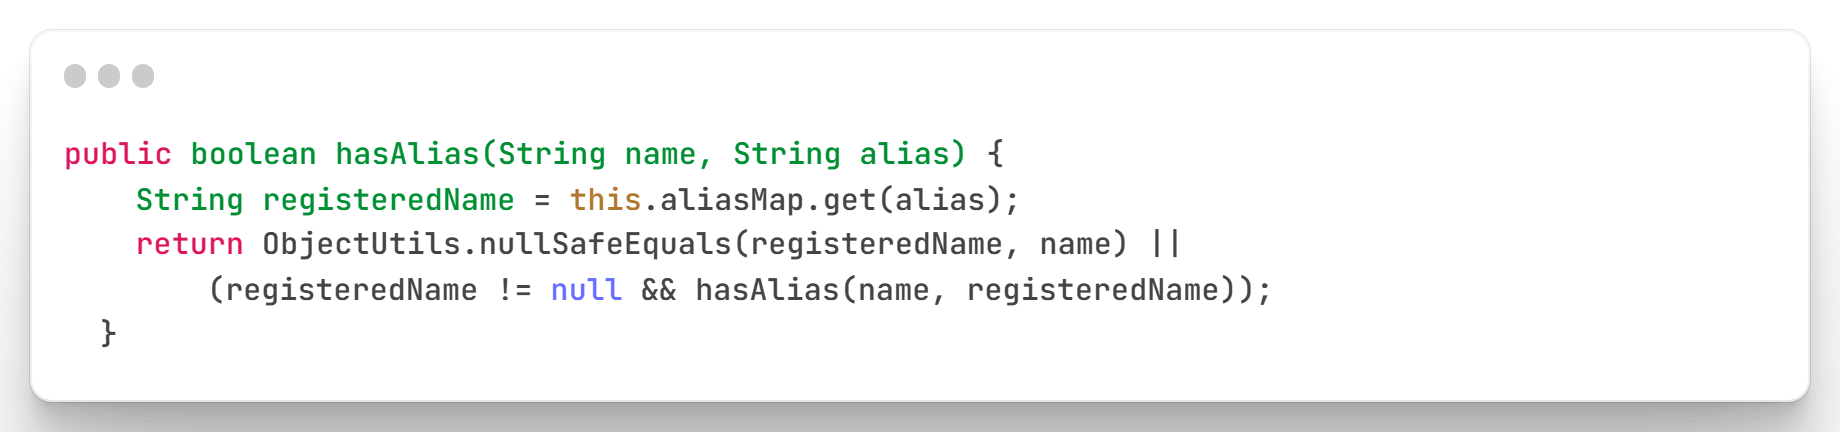 public boolean hasAlias(String name, String alias) {
    String registeredName = this.aliasMap.get(alias);
    return ObjectUtils.nullSafeEquals(registeredName, name) ||
        (registeredName != null && hasAlias(name, registeredName));
  }